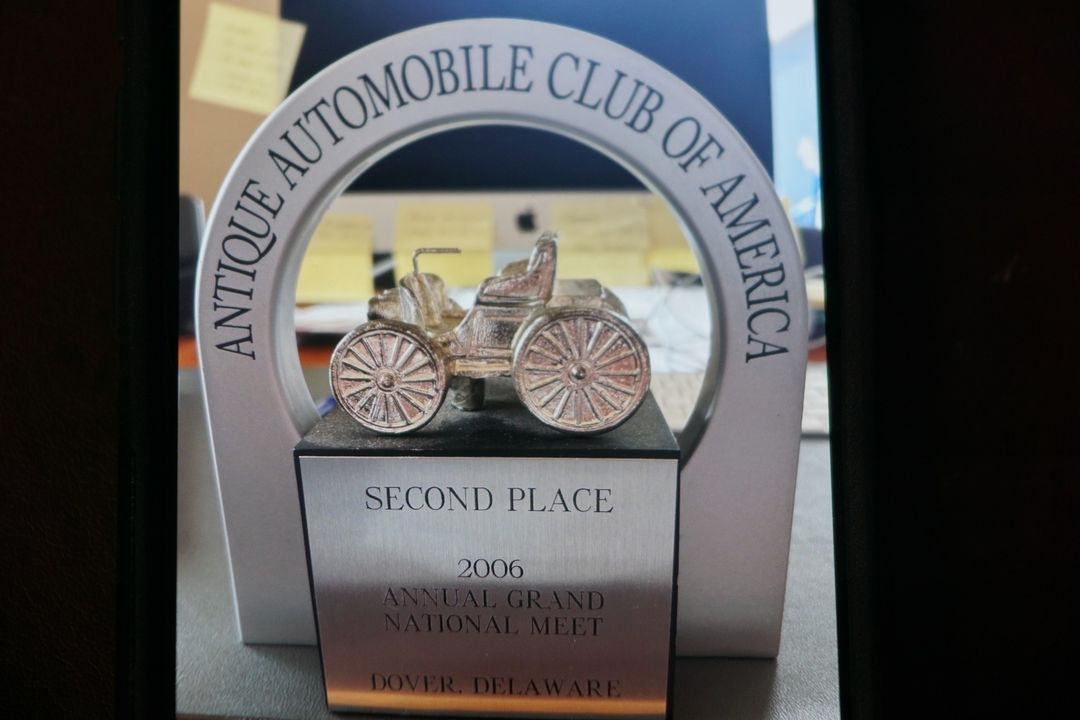 ANTIQUE AUTOMOBILE CLUB OF AMERICA
SECOND PLACE
2006
ANNUAL GRAND
NATIONAL MEET
DOVER, DELAWARE